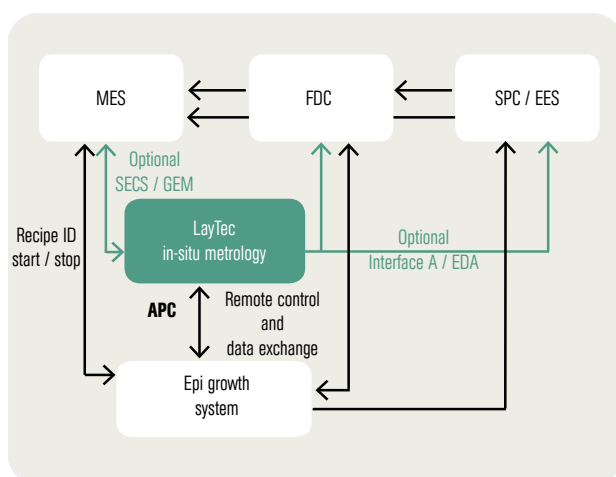 MES
FDC
SPC / EES
Optional
SECS / GEM
Recipe ID
start / stop
LayTec
in-situ metrology
Optional
Interface A / EDA
APC
Remote control
and
data exchange
Epi growth
system